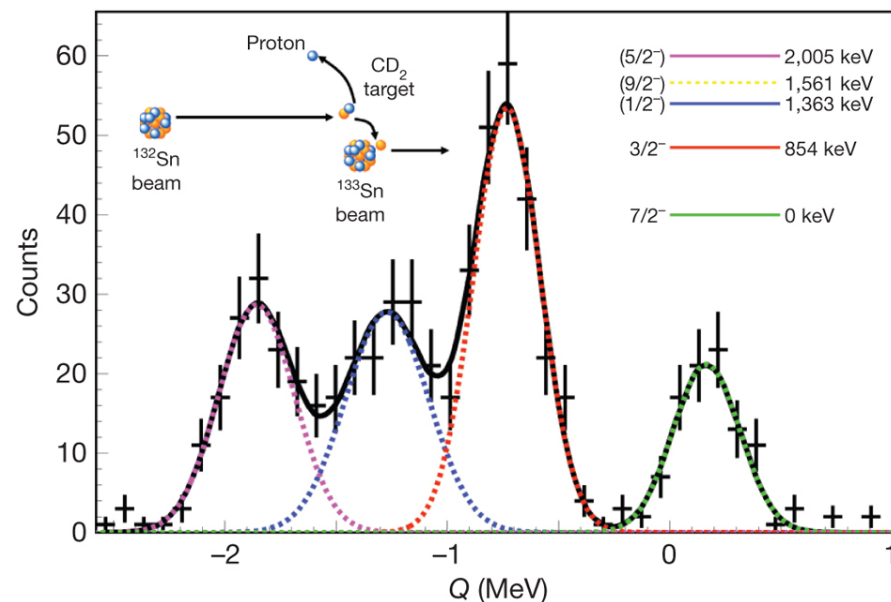 60
50
40
30
20
10
0
Counts
Proton
CD₂
target
¹³²Sn
beam
¹³³Sn
beam
(5/2⁻) 2,005 keV
(9/2⁻) 1,561 keV
(1/2⁻) 1,363 keV
3/2⁻ 854 keV
7/2⁻ 0 keV
–2 –1 0 1
Q (MeV)